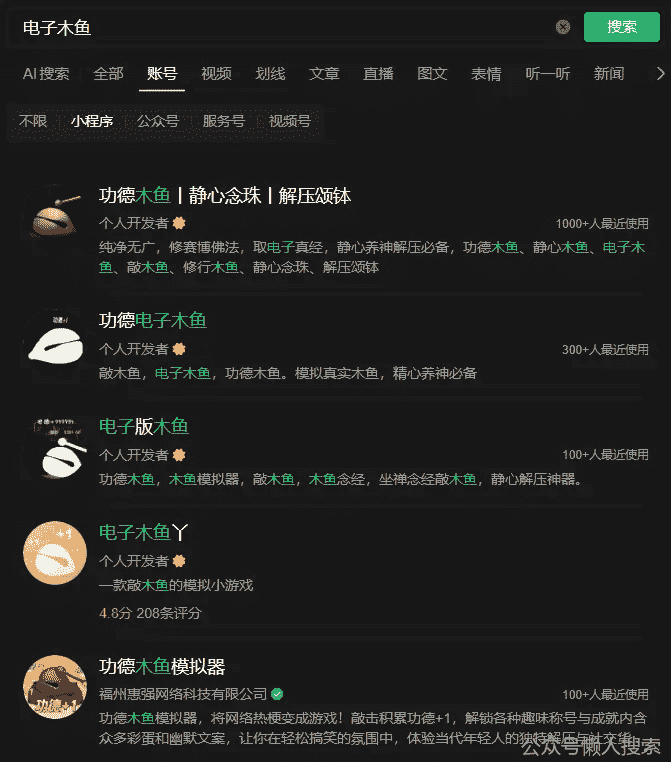 电子木鱼
搜索
AI 搜索 全部 账号 视频 划线 文章 直播 图文 表情 听一听 新闻
不限 小程序 公众号 服务号 视频号
功德木鱼丨静心念珠丨解压颂钵
个人开发者
1000+人最近使用
纯净无广，修赛博佛法，取电子真经，静心养神解压必备，功德木鱼、静心木鱼、电子木
鱼、敲木鱼、修行木鱼、静心念珠、解压颂钵
功德+1
功德电子木鱼
个人开发者
300+人最近使用
敲木鱼，电子木鱼，功德木鱼。模拟真实木鱼，精心养神必备
电子版木鱼
个人开发者
100+人最近使用
功德木鱼，木鱼模拟器，敲木鱼，木鱼念经，坐禅念经敲木鱼，静心解压神器。
电子木鱼丫
个人开发者
一款敲木鱼的模拟小游戏
4.8分 208条评分
功德+1
功德木鱼模拟器
福州惠强网络科技有限公司
100+人最近使用
功德木鱼模拟器，将网络热梗变成游戏！敲击积累功德+1，解锁各种趣味称号与成就内含
众多彩蛋和幽默文案，让你在轻松搞笑的氛围中，体验当代年轻人的独特解压与社交华
公众号懒人搜索